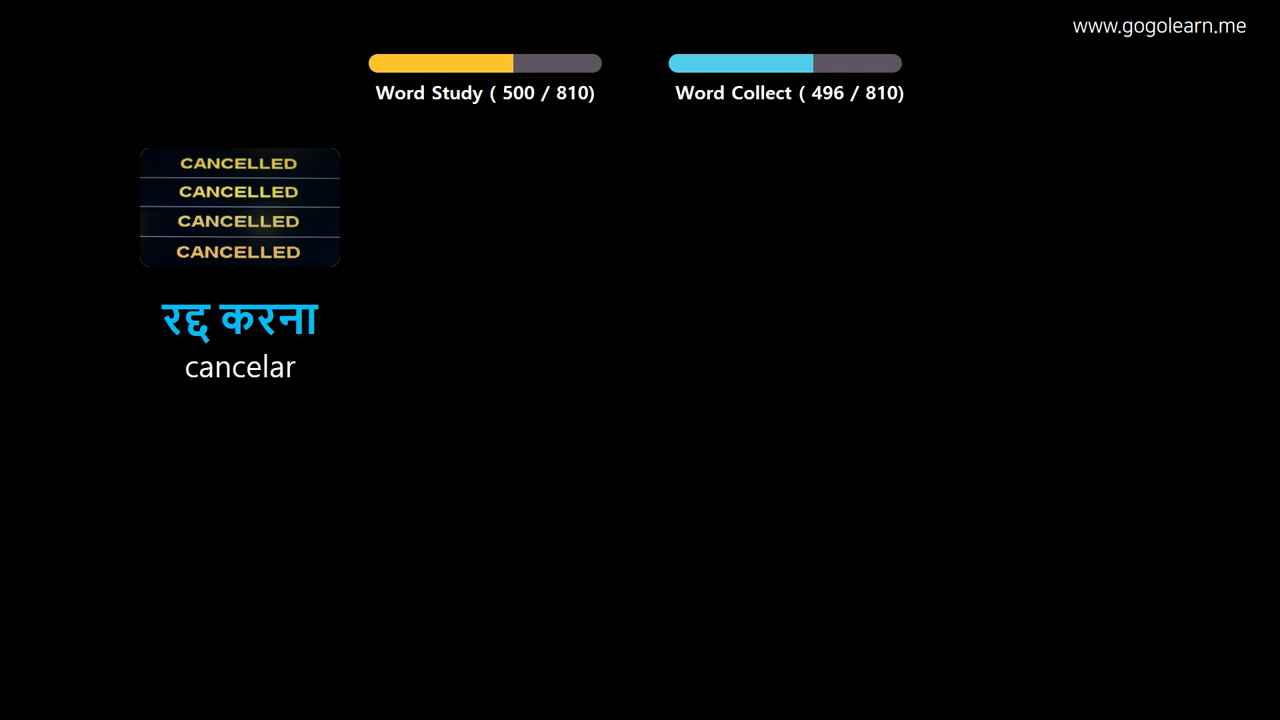 www.gogolearn.me
Word Study ( 500 / 810)
Word Collect ( 496 / 810)
CANCELLED
CANCELLED
CANCELLED
CANCELLED
रद्द करना
cancelar